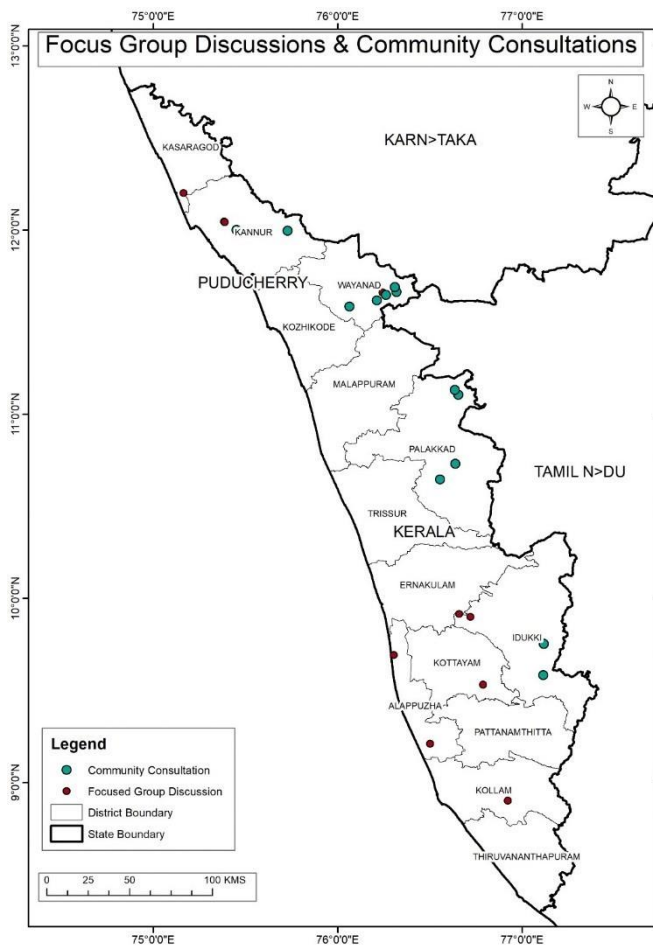 75°0'0"E 76°0'0"E 77°0'0"E
Focus Group Discussions & Community Consultations
13°0'0"N
N
W E
S
KARN>TAKA
KASARAGOD
12°0'0"N
KANNUR
PUDUCHERRY
WAYANAD
KOZHIKODE
MALAPPURAM
11°0'0"N
PALAKKAD
TAMIL N>DU
TRISSUR
KERALA
10°0'0"N
ERNAKULAM
IDUKKI
KOTTAYAM
ALAPPUZHA
PATTANAMTHITTA
Legend
Community Consultation
Focused Group Discussion
District Boundary
State Boundary
9°0'0"N
KOLLAM
THIRUVANANTHAPURAM
0 25 50 100 KMS
75°0'0"E 76°0'0"E 77°0'0"E